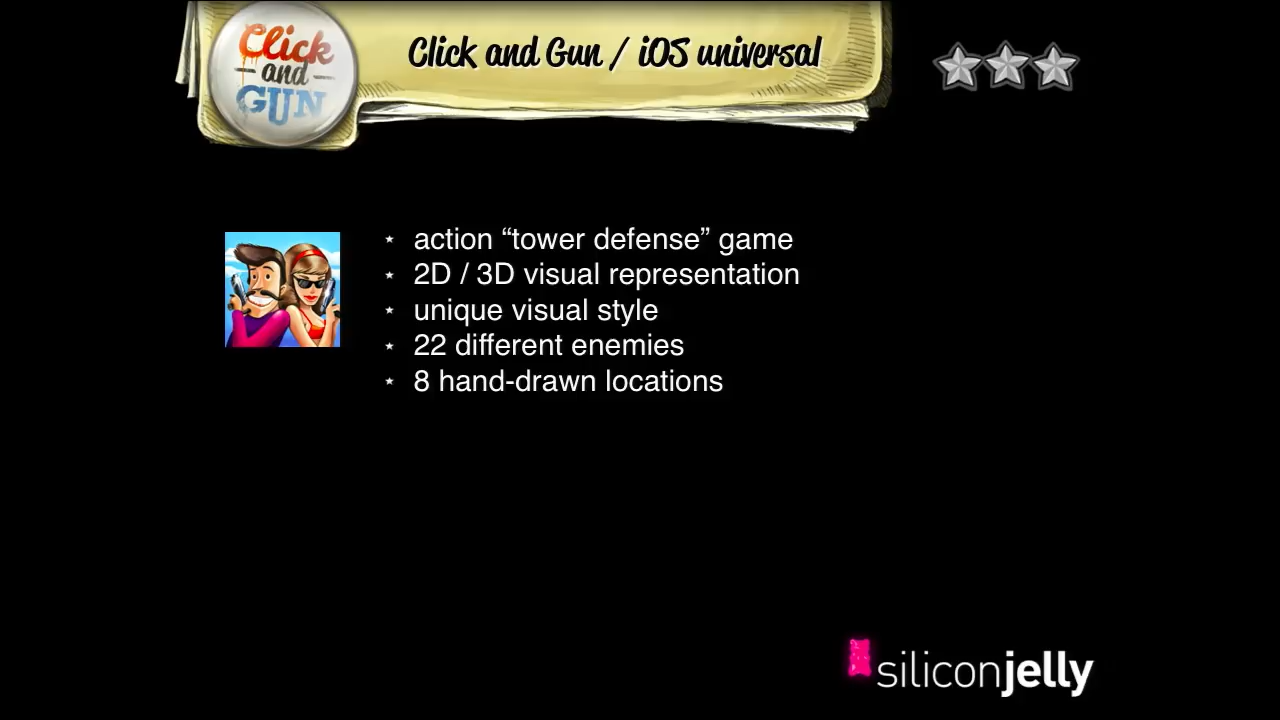 Click
and
GUN
Click and Gun / iOS universal
action “tower defense” game
2D / 3D visual representation
unique visual style
22 different enemies
8 hand-drawn locations
siliconjelly